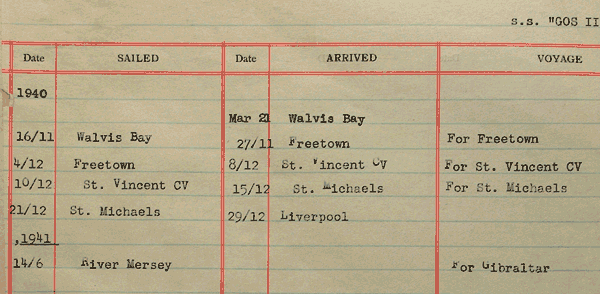 s.s. "GOS II
Date SAILED Date ARRIVED VOYAGE
1940
Mar 21 Walvis Bay
16/11 Walvis Bay 27/11 Freetown For Freetown
4/12 Freetown 8/12 St. Vincent CV For St. Vincent CV
10/12 St. Vincent CV 15/12 St. Michaels For St. Michaels
21/12 St. Michaels 29/12 Liverpool
,1941
14/6 River Mersey For Gibraltar